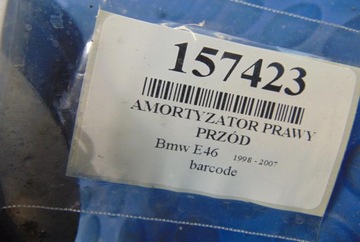 157423
AMORTYZATOR PRAWY
PRZÓD
Bmw E46 1998 - 2007
barcode